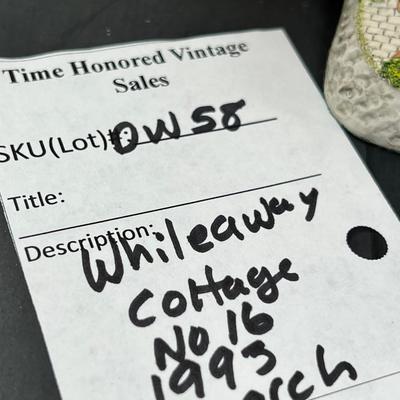 Time Honored Vintage
Sales
SKU(Lot)#: OW58
Title:
Description: Whileaway
Cottage
No 16
1993